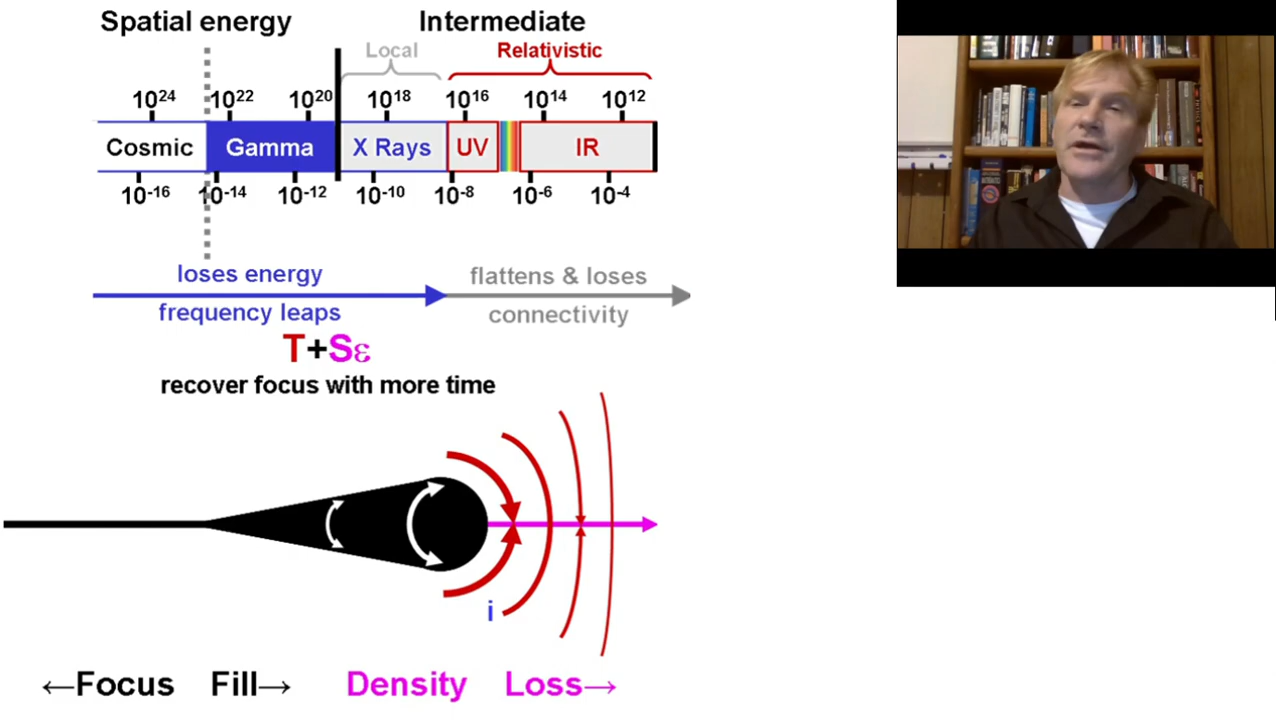 Spatial energy Intermediate
Local Relativistic
10²⁴ 10²² 10²⁰ 10¹⁸ 10¹⁶ 10¹⁴ 10¹²
Cosmic Gamma X Rays UV IR
10⁻¹⁶ 10⁻¹⁴ 10⁻¹² 10⁻¹⁰ 10⁻⁸ 10⁻⁶ 10⁻⁴
loses energy flattens & loses
frequency leaps connectivity
T+Sε
recover focus with more time
i
←Focus Fill→ Density Loss→